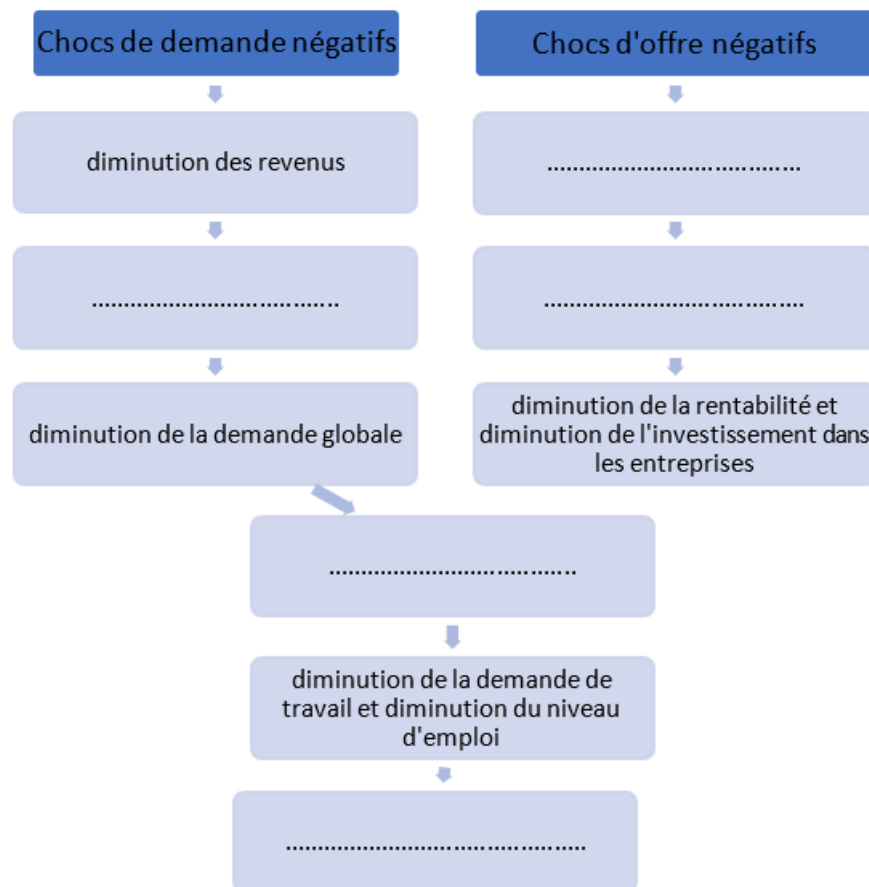 Chocs de demande négatifs
Chocs d'offre négatifs
diminution des revenus
.......................................
.......................................
.......................................
diminution de la demande globale
diminution de la rentabilité et
diminution de l'investissement dans
les entreprises
.......................................
diminution de la demande de
travail et diminution du niveau
d'emploi
...............................................